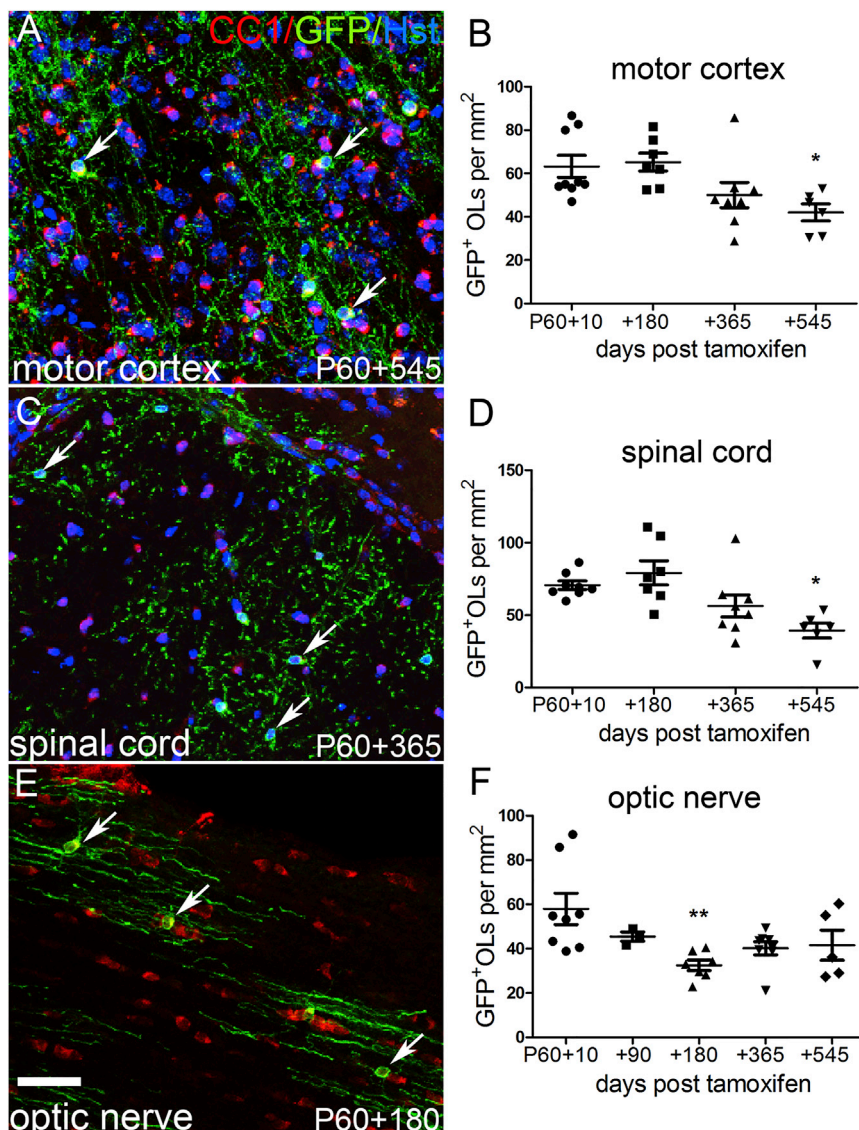 A
CC1/GFP/Hst
motor cortex
P60+545
B
motor cortex
GFP+ OLs per mm2
100
80
60
40
20
0
*
P60+10 +180 +365 +545
days post tamoxifen
C
spinal cord
P60+365
D
spinal cord
GFP+OLs per mm2
150
100
50
0
*
P60+10 +180 +365 +545
days post tamoxifen
E
optic nerve
P60+180
F
optic nerve
GFP+OLs per mm2
100
80
60
40
20
0
**
P60+10 +90 +180 +365 +545
days post tamoxifen